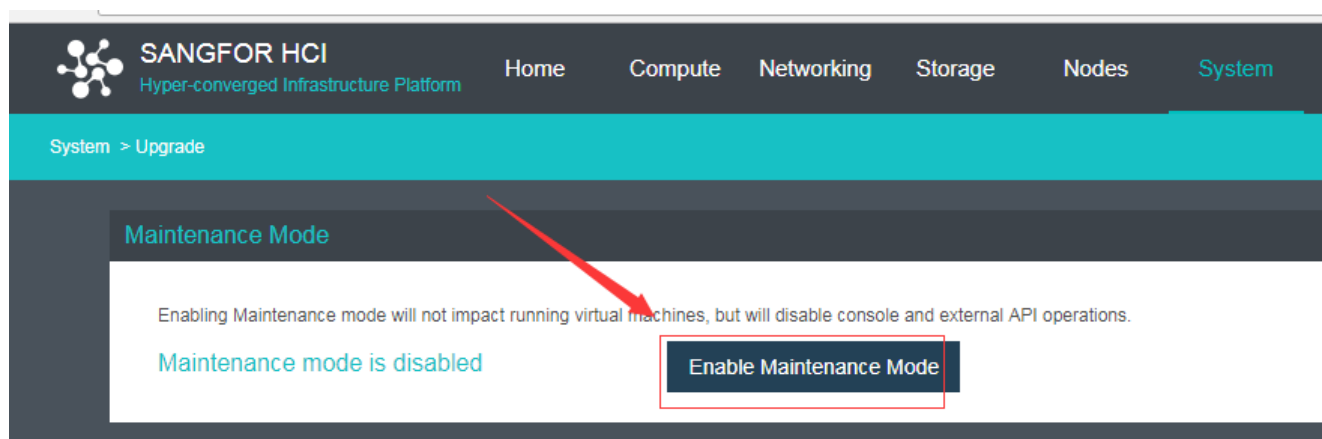 SANGFOR HCI
Hyper-converged Infrastructure Platform
Home Compute Networking Storage Nodes System
System > Upgrade
Maintenance Mode
Enabling Maintenance mode will not impact running virtual machines, but will disable console and external API operations.
Maintenance mode is disabled
Enable Maintenance Mode